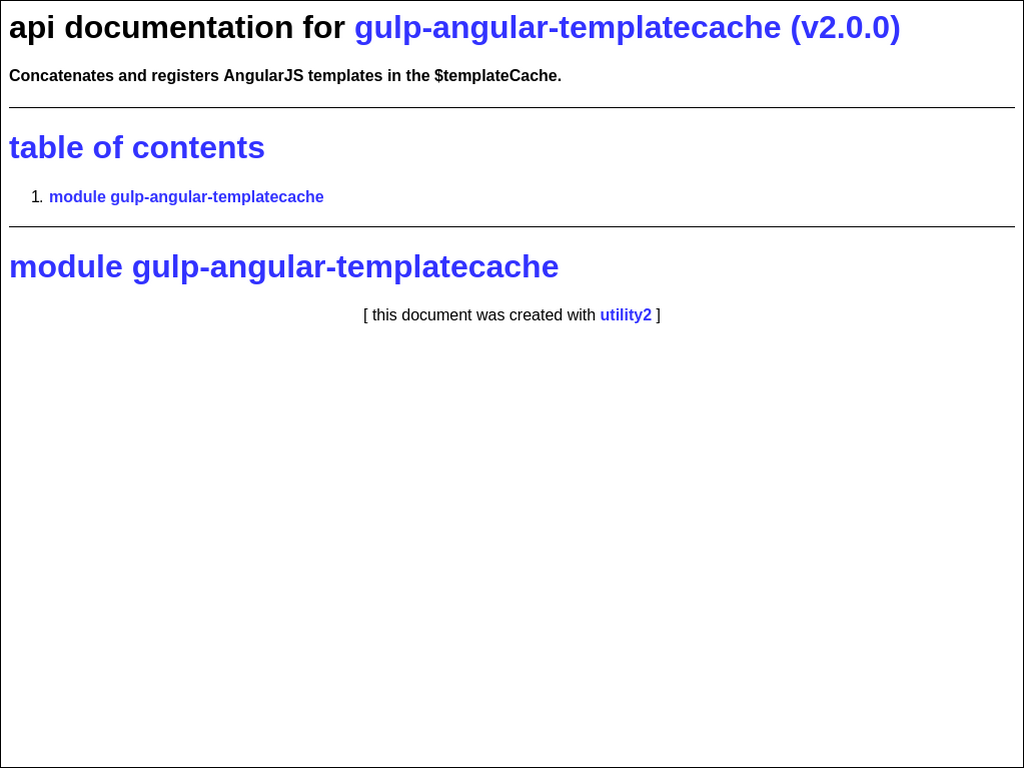 api documentation for gulp-angular-templatecache (v2.0.0)
Concatenates and registers AngularJS templates in the $templateCache.
table of contents
1. module gulp-angular-templatecache
module gulp-angular-templatecache
[ this document was created with utility2 ]